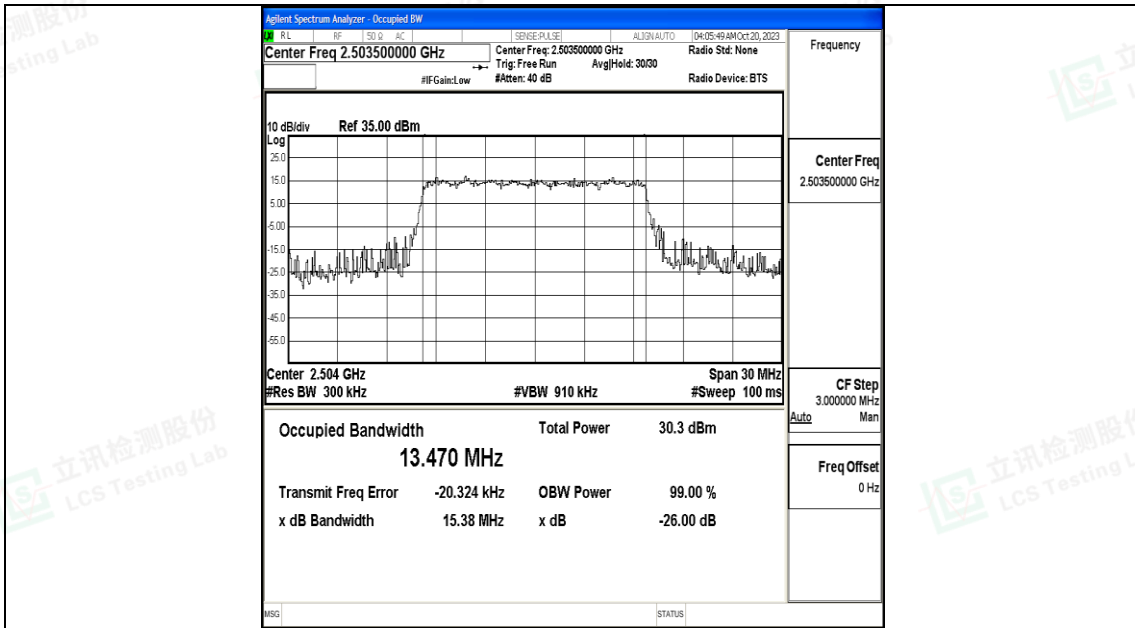 Agilent Spectrum Analyzer - Occupied BW
RL RF 50 Ω AC SENSE:PULSE ALIGN AUTO 04:05:49 AM Oct 20, 2023
Center Freq 2.503500000 GHz
Center Freq: 2.503500000 GHz
Radio Std: None
Trig: Free Run Avg|Hold: 30/30
#IFGain:Low #Atten: 40 dB Radio Device: BTS
10 dB/div Ref 35.00 dBm
Log
25.0
15.0
5.00
-5.00
-15.0
-25.0
-35.0
-45.0
-55.0
Center 2.504 GHz Span 30 MHz
#Res BW 300 kHz #VBW 910 kHz #Sweep 100 ms
Occupied Bandwidth Total Power 30.3 dBm
13.470 MHz
Transmit Freq Error -20.324 kHz OBW Power 99.00 %
x dB Bandwidth 15.38 MHz x dB -26.00 dB
MSG STATUS
Frequency
Center Freq
2.503500000 GHz
CF Step
3.000000 MHz
Auto Man
Freq Offset
0 Hz
立讯检测股份
LCS Testing Lab
立讯检测股份
LCS Testing L
测股份
esting Lab
立